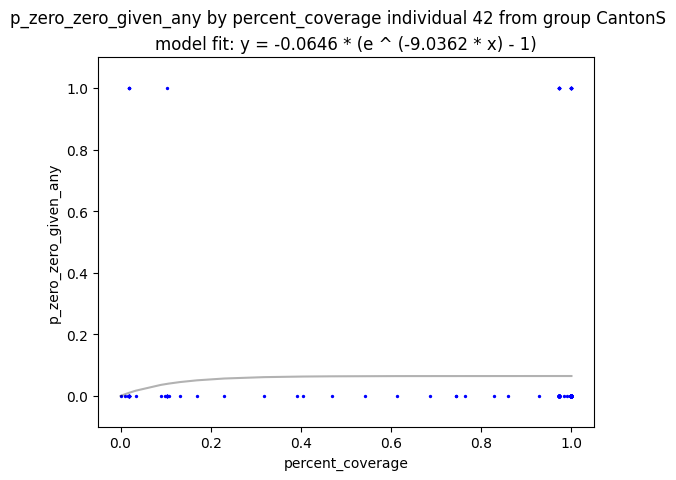 p_zero_zero_given_any by percent_coverage individual 42 from group CantonS
model fit: y = -0.0646 * (e ^ (-9.0362 * x) - 1)
1.0
0.8
0.6
0.4
0.2
0.0
p_zero_zero_given_any
0.0 0.2 0.4 0.6 0.8 1.0
percent_coverage